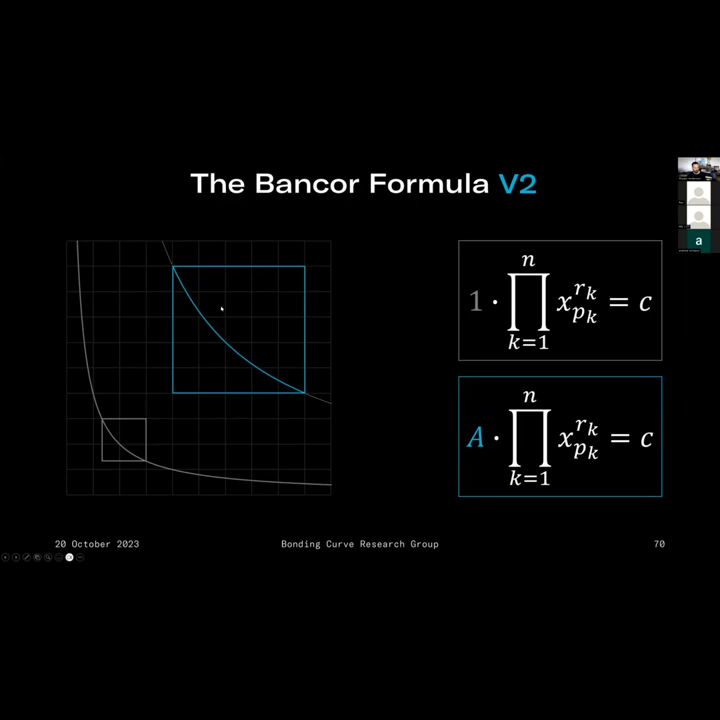 The Bancor Formula V2
a
n
1 · ∏ x_{p_k}^{r_k} = c
k=1
n
A · ∏ x_{p_k}^{r_k} = c
k=1
20 October 2023
Bonding Curve Research Group
70